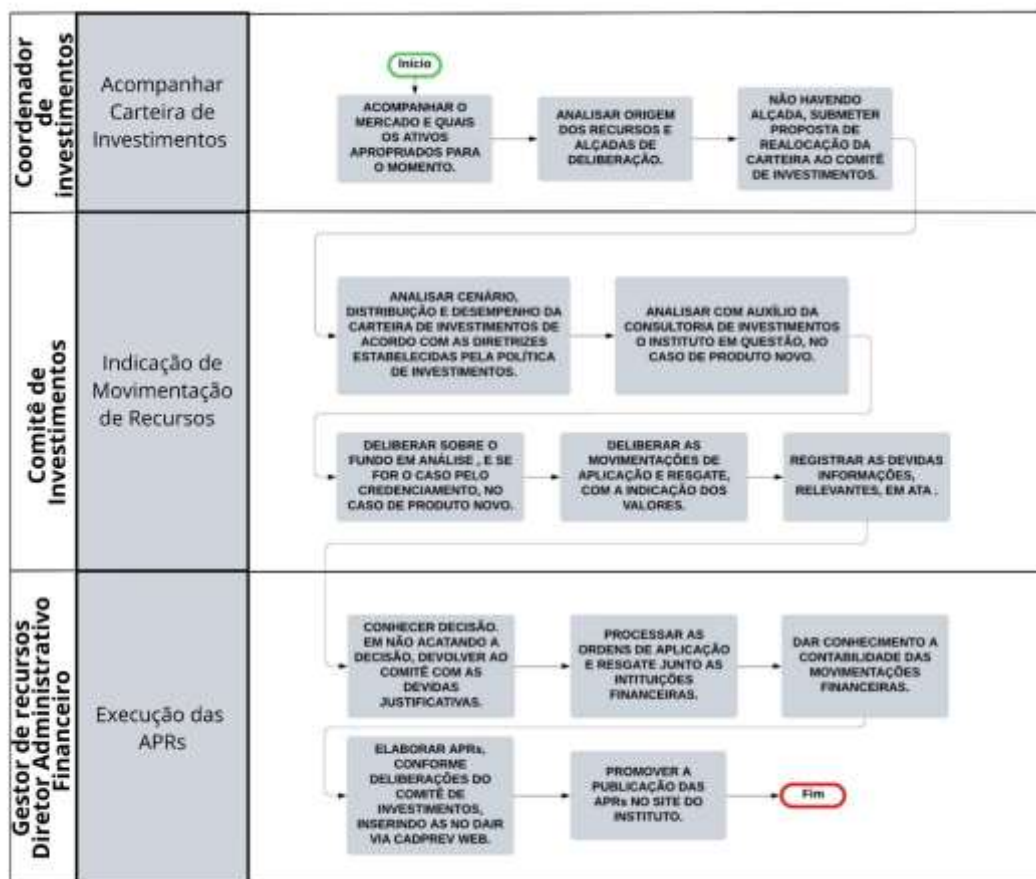 Coordenador
de
investimentos
Acompanhar
Carteira de
Investimentos
Início
ACOMPANHAR O
MERCADO E QUAIS
OS ATIVOS
APROPRIADOS PARA
O MOMENTO.
ANALISAR ORIGEM
DOS RECURSOS E
ALÇADAS DE
DELIBERAÇÃO.
NÃO HAVENDO
ALÇADA, SUBMETER
PROPOSTA DE
REALOCAÇÃO DA
CARTEIRA AO COMITÊ
DE INVESTIMENTOS.
Comitê de
Investimentos
Indicação de
Movimentação
de Recursos
ANALISAR CENÁRIO,
DISTRIBUIÇÃO E DESEMPENHO DA
CARTEIRA DE INVESTIMENTOS DE
ACORDO COM AS DIRETRIZES
ESTABELECIDAS PELA POLÍTICA
DE INVESTIMENTOS.
ANALISAR COM AUXÍLIO DA
CONSULTORIA DE INVESTIMENTOS
O INSTITUTO EM QUESTÃO, NO
CASO DE PRODUTO NOVO.
DELIBERAR SOBRE O
FUNDO EM ANÁLISE , E SE
FOR O CASO PELO
CREDENCIAMENTO, NO
CASO DE PRODUTO NOVO.
DELIBERAR AS
MOVIMENTAÇÕES DE
APLICAÇÃO E RESGATE,
COM A INDICAÇÃO DOS
VALORES.
REGISTRAR AS DEVIDAS
INFORMAÇÕES,
RELEVANTES, EM ATA .
Gestor de recursos
Diretor Administrativo
Financeiro
Execução das
APRs
CONHECER DECISÃO.
EM NÃO ACATANDO A
DECISÃO, DEVOLVER AO
COMITÊ COM AS
DEVIDAS
JUSTIFICATIVAS.
PROCESSAR AS
ORDENS DE APLICAÇÃO
E RESGATE JUNTO AS
INTITUIÇÕES
FINANCEIRAS.
DAR CONHECIMENTO A
CONTABILIDADE DAS
MOVIMENTAÇÕES
FINANCEIRAS.
ELABORAR APRs,
CONFORME
DELIBERAÇÕES DO
COMITÊ DE
INVESTIMENTOS,
INSERINDO AS NO DAIR
VIA CADPREV WEB.
PROMOVER A
PUBLICAÇÃO DAS
APRs NO SITE DO
INSTITUTO.
Fim